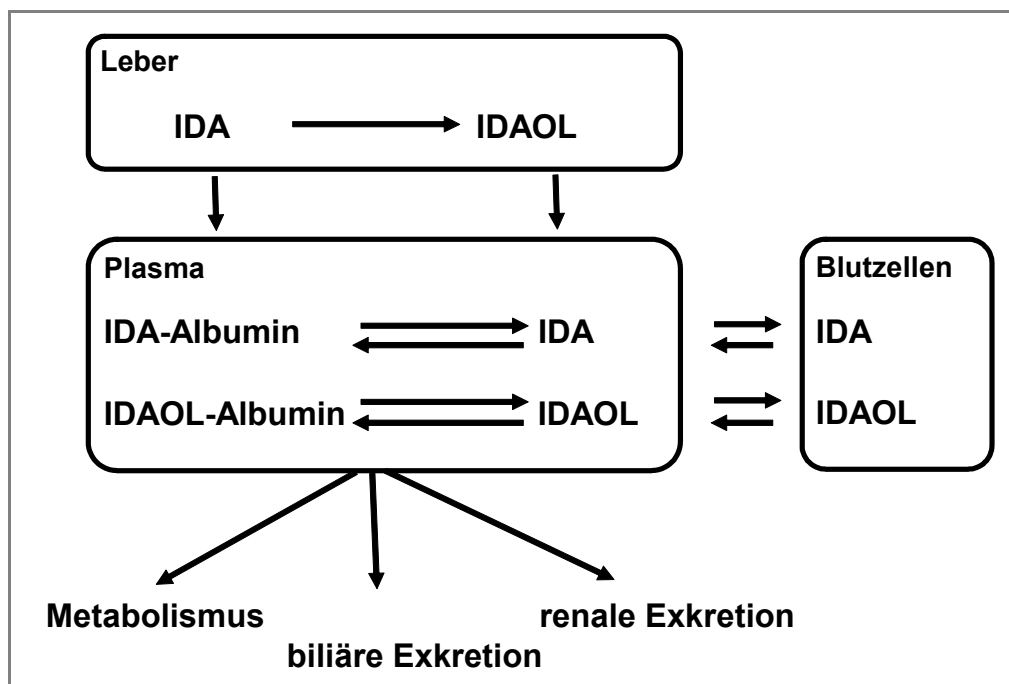 Leber
IDA IDAOL
Plasma
Blutzellen
IDA-Albumin IDA
IDA
IDAOL-Albumin IDAOL
IDAOL
Metabolismus
renale Exkretion
biliäre Exkretion